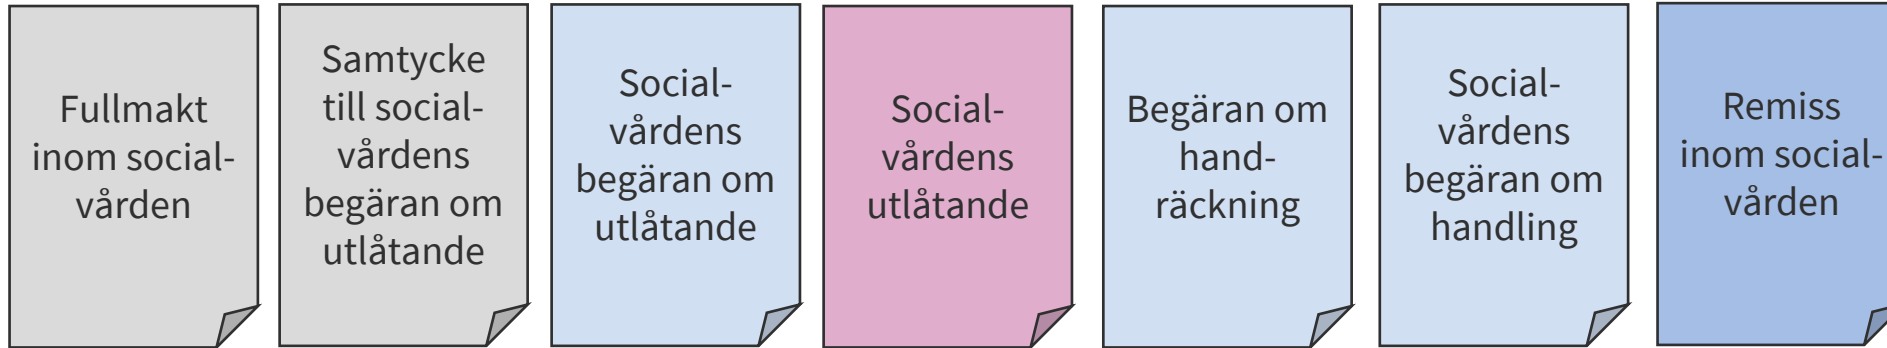 Fullmakt
inom social-
vården
Samtycke
till social-
vårdens
begäran om
utlåtande
Social-
vårdens
begäran om
utlåtande
Social-
vårdens
utlåtande
Begäran om
hand-
räckning
Social-
vårdens
begäran om
handling
Remiss
inom social-
vården